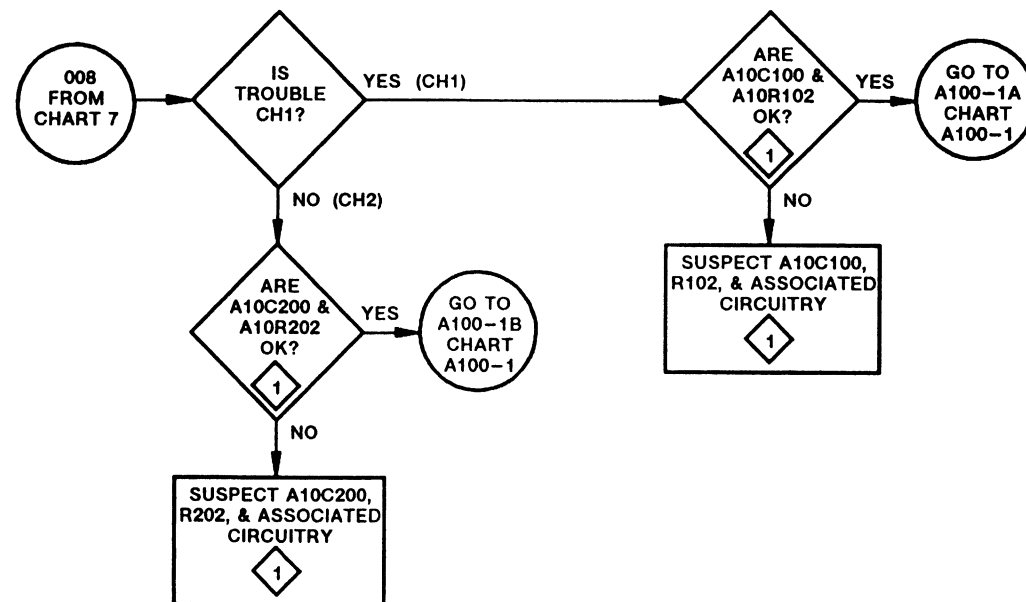 008
FROM
CHART 7
IS
TROUBLE
CH1?
YES (CH1)
ARE
A10C100 &
A10R102
OK?
1
YES
GO TO
A100-1A
CHART
A100-1
NO
SUSPECT A10C100,
R102, & ASSOCIATED
CIRCUITRY
1
NO (CH2)
ARE
A10C200 &
A10R202
OK?
1
YES
GO TO
A100-1B
CHART
A100-1
NO
SUSPECT A10C200,
R202, & ASSOCIATED
CIRCUITRY
1